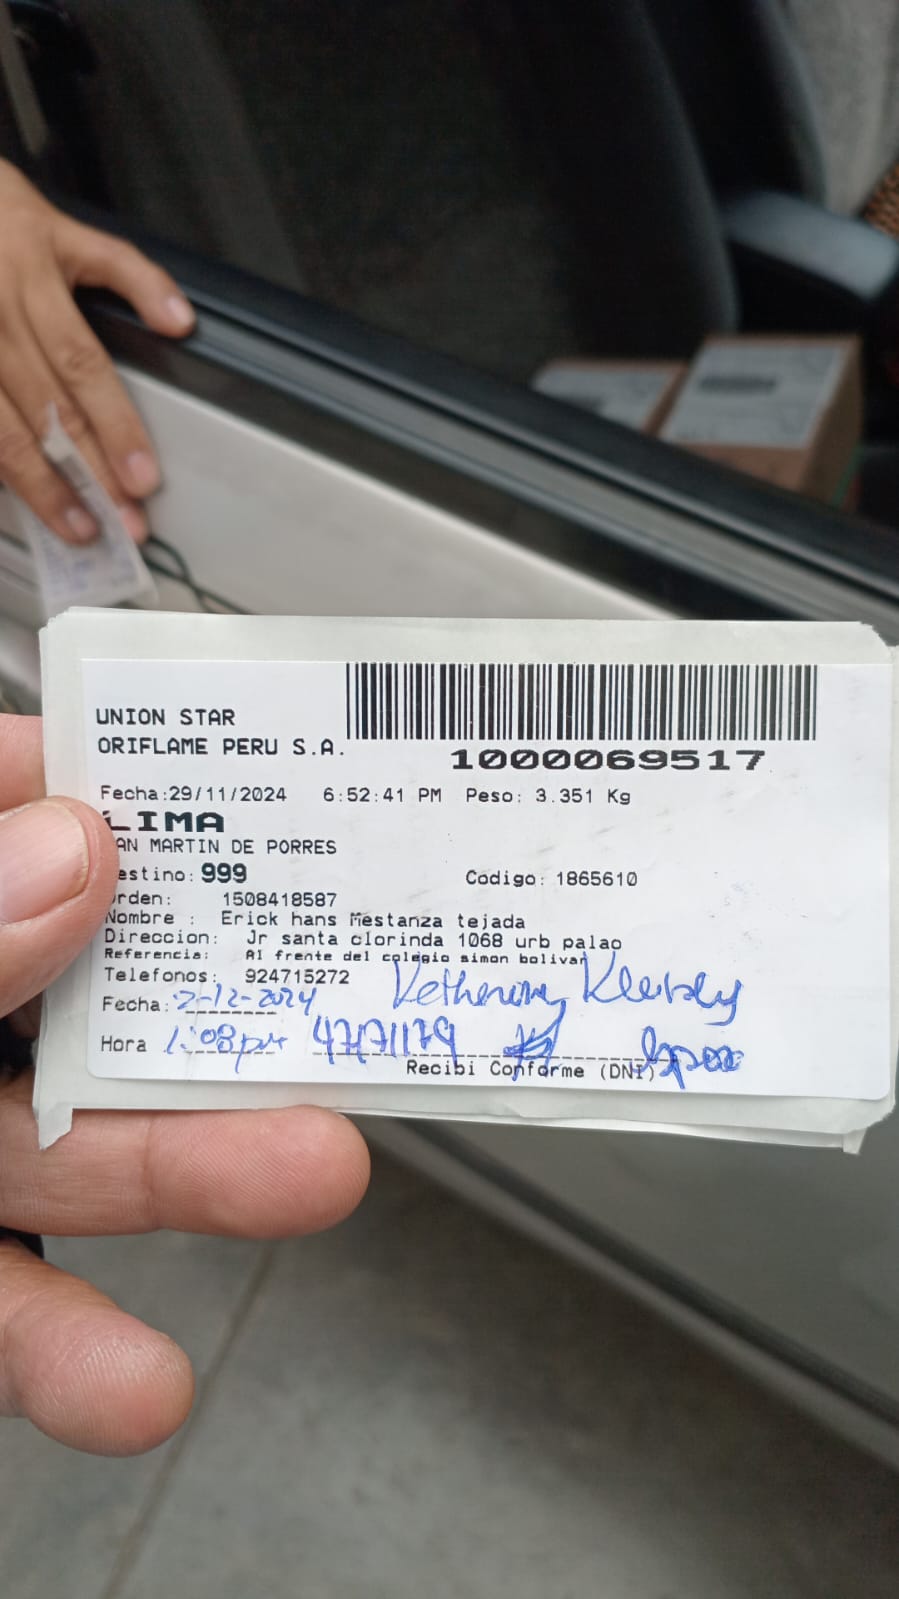 UNION STAR
ORIFLAME PERU S.A.
1000069517
Fecha:29/11/2024 6:52:41 PM Peso: 3.351 Kg
LIMA
AN MARTIN DE PORRES
estino: 999 Codigo: 1865610
rden: 1508418587
Nombre : Erick hans Mestanza tejada
Direccion: Jr santa clorinda 1068 urb palao
Referencia: Al frente del colegio simon bolivar
Telefonos: 924715272
Fecha: 2-12-2024
Hora 1:08pm
Recibi Conforme (DNI)